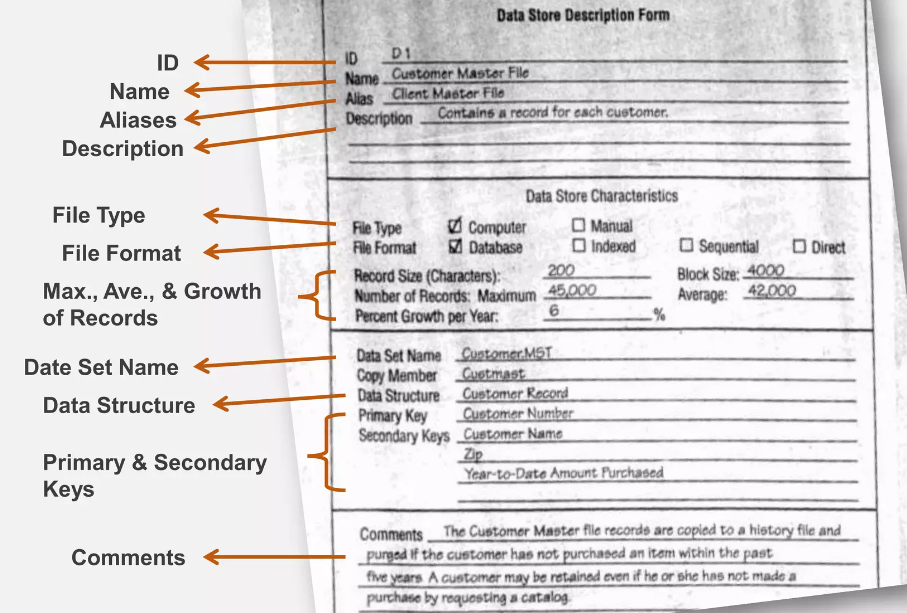 Data Store Description Form
ID
ID D1
Name
Name Customer Master File
Aliases
Alias Client Master File
Description
Description Contains a record for each customer.
Data Store Characteristics
File Type
File Type ☑ Computer ☐ Manual
File Format
File Format ☑ Database ☐ Indexed ☐ Sequential ☐ Direct
Max., Ave., & Growth
of Records
Record Size (Characters): 200 Block Size: 4000
Number of Records: Maximum 45,000 Average: 42,000
Percent Growth per Year: 6 %
Date Set Name
Data Set Name Customer.MST
Copy Member Custmast
Data Structure
Data Structure Customer Record
Primary & Secondary
Keys
Primary Key Customer Number
Secondary Keys Customer Name
Zip
Year-to-Date Amount Purchased
Comments
Comments The Customer Master file records are copied to a history file and
purged if the customer has not purchased an item within the past
five years. A customer may be retained even if he or she has not made a
purchase by requesting a catalog.